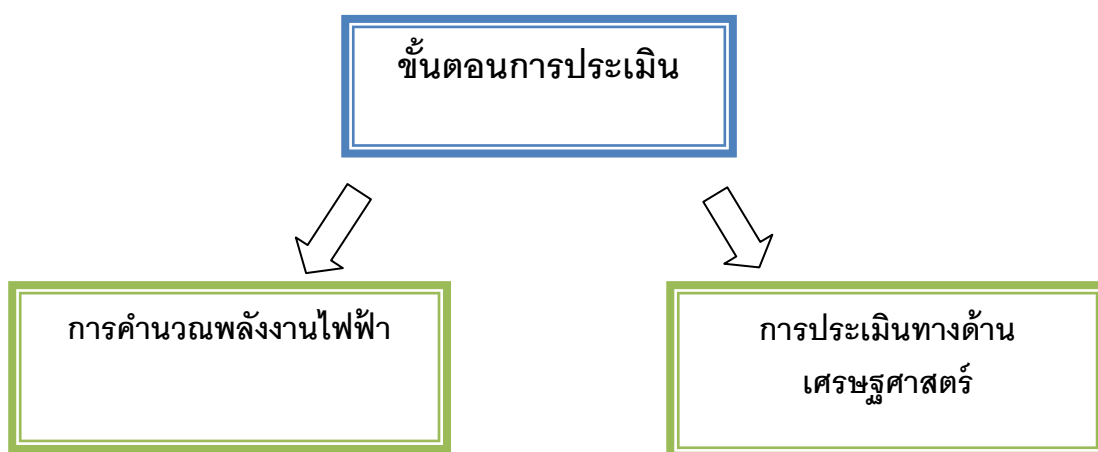 ขั้นตอนการประเมิน
การคำนวณพลังงานไฟฟ้า
การประเมินทางด้าน
เศรษฐศาสตร์